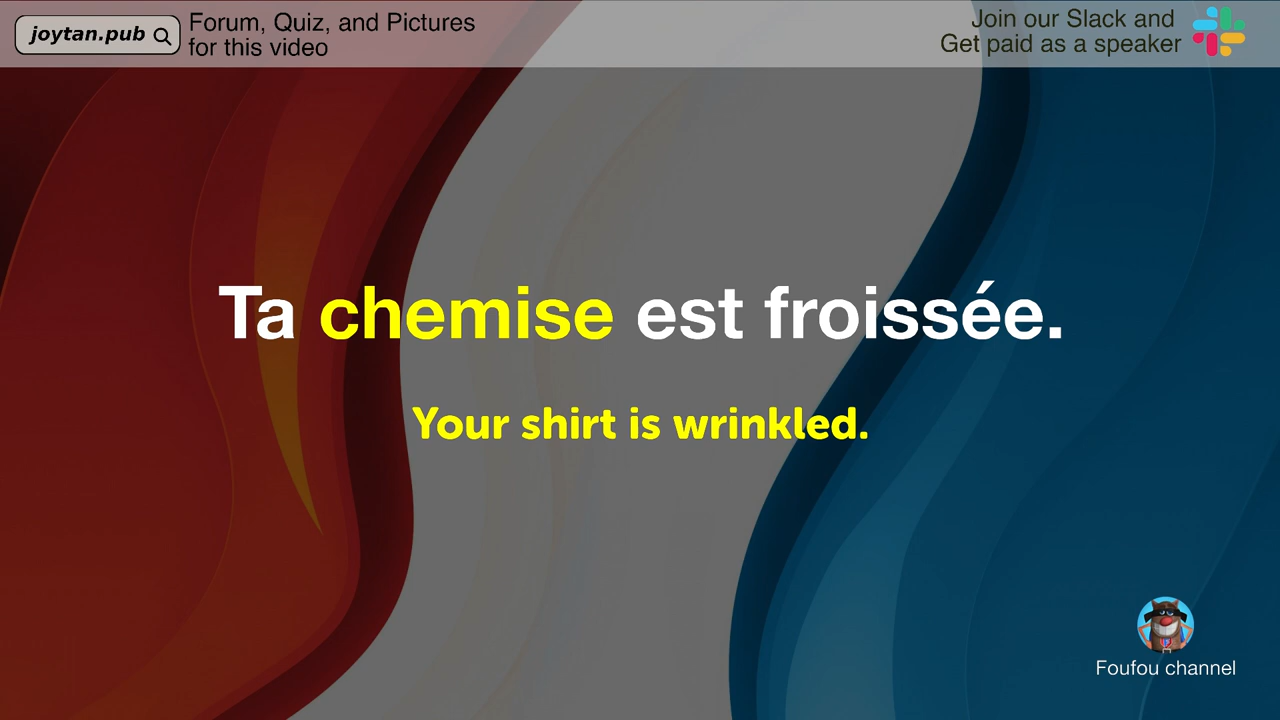 joytan.pub
Forum, Quiz, and Pictures
for this video
Join our Slack and
Get paid as a speaker
Ta chemise est froissée.
Your shirt is wrinkled.
Foufou channel